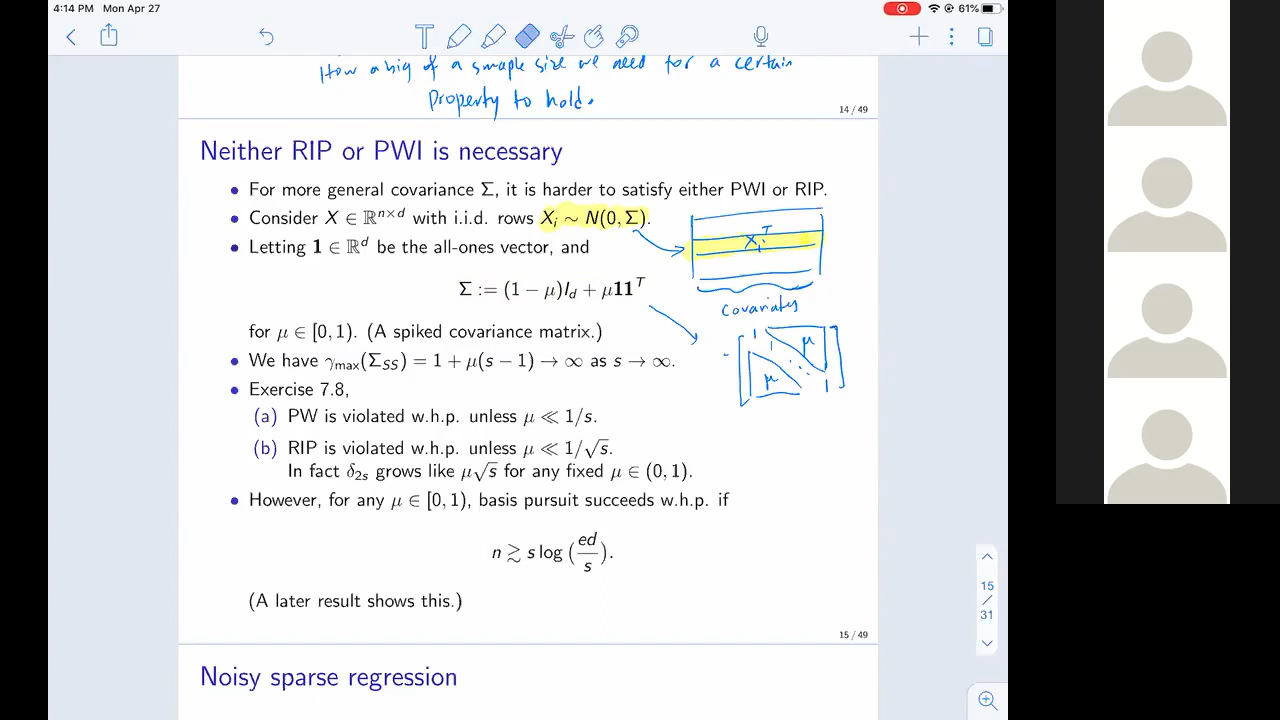 4:14 PM Mon Apr 27
61%
How a big of a smaple size we need for a certain
Property to hold.
14 / 49
Neither RIP or PWI is necessary
• For more general covariance Σ, it is harder to satisfy either PWI or RIP.
• Consider X ∈ ℝⁿˣᵈ with i.i.d. rows Xᵢ ∼ N(0, Σ).
• Letting 𝟏 ∈ ℝᵈ be the all-ones vector, and
Σ := (1 − μ)I_d + μ𝟏𝟏ᵀ
for μ ∈ [0, 1). (A spiked covariance matrix.)
• We have γ_max(Σ_SS) = 1 + μ(s − 1) → ∞ as s → ∞.
• Exercise 7.8,
(a) PW is violated w.h.p. unless μ ≪ 1/s.
(b) RIP is violated w.h.p. unless μ ≪ 1/√s.
In fact δ_2s grows like μ√s for any fixed μ ∈ (0, 1).
• However, for any μ ∈ [0, 1), basis pursuit succeeds w.h.p. if
n ≳ s log(ed/s).
(A later result shows this.)
Xᵢᵀ
covariates
1 μ
1
μ 1
15 / 49
15
/
31
Noisy sparse regression